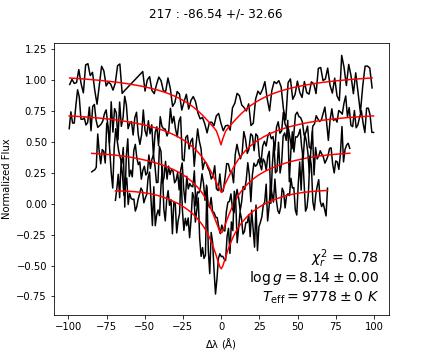 217 : -86.54 +/- 32.66
1.25
1.00
0.75
0.50
0.25
0.00
−0.25
−0.50
−0.75
Normalized Flux
χ²ᵣ = 0.78
log g = 8.14 ± 0.00
T_eff = 9778 ± 0 K
−100 −75 −50 −25 0 25 50 75 100
Δλ (Å)